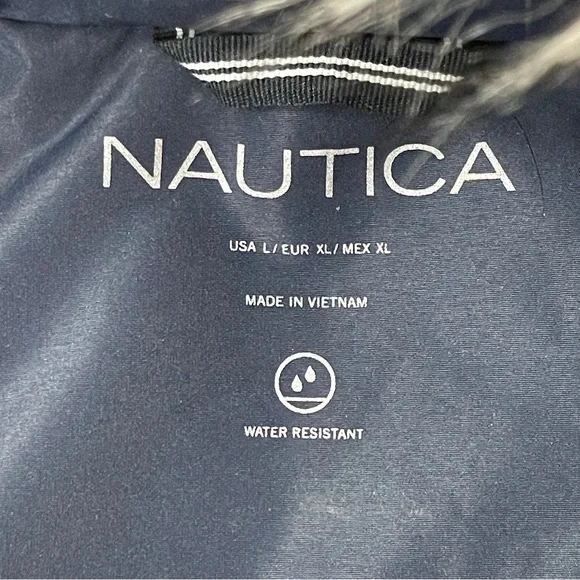 NAUTICA
USA L/ EUR XL/ MEX XL
MADE IN VIETNAM
WATER RESISTANT